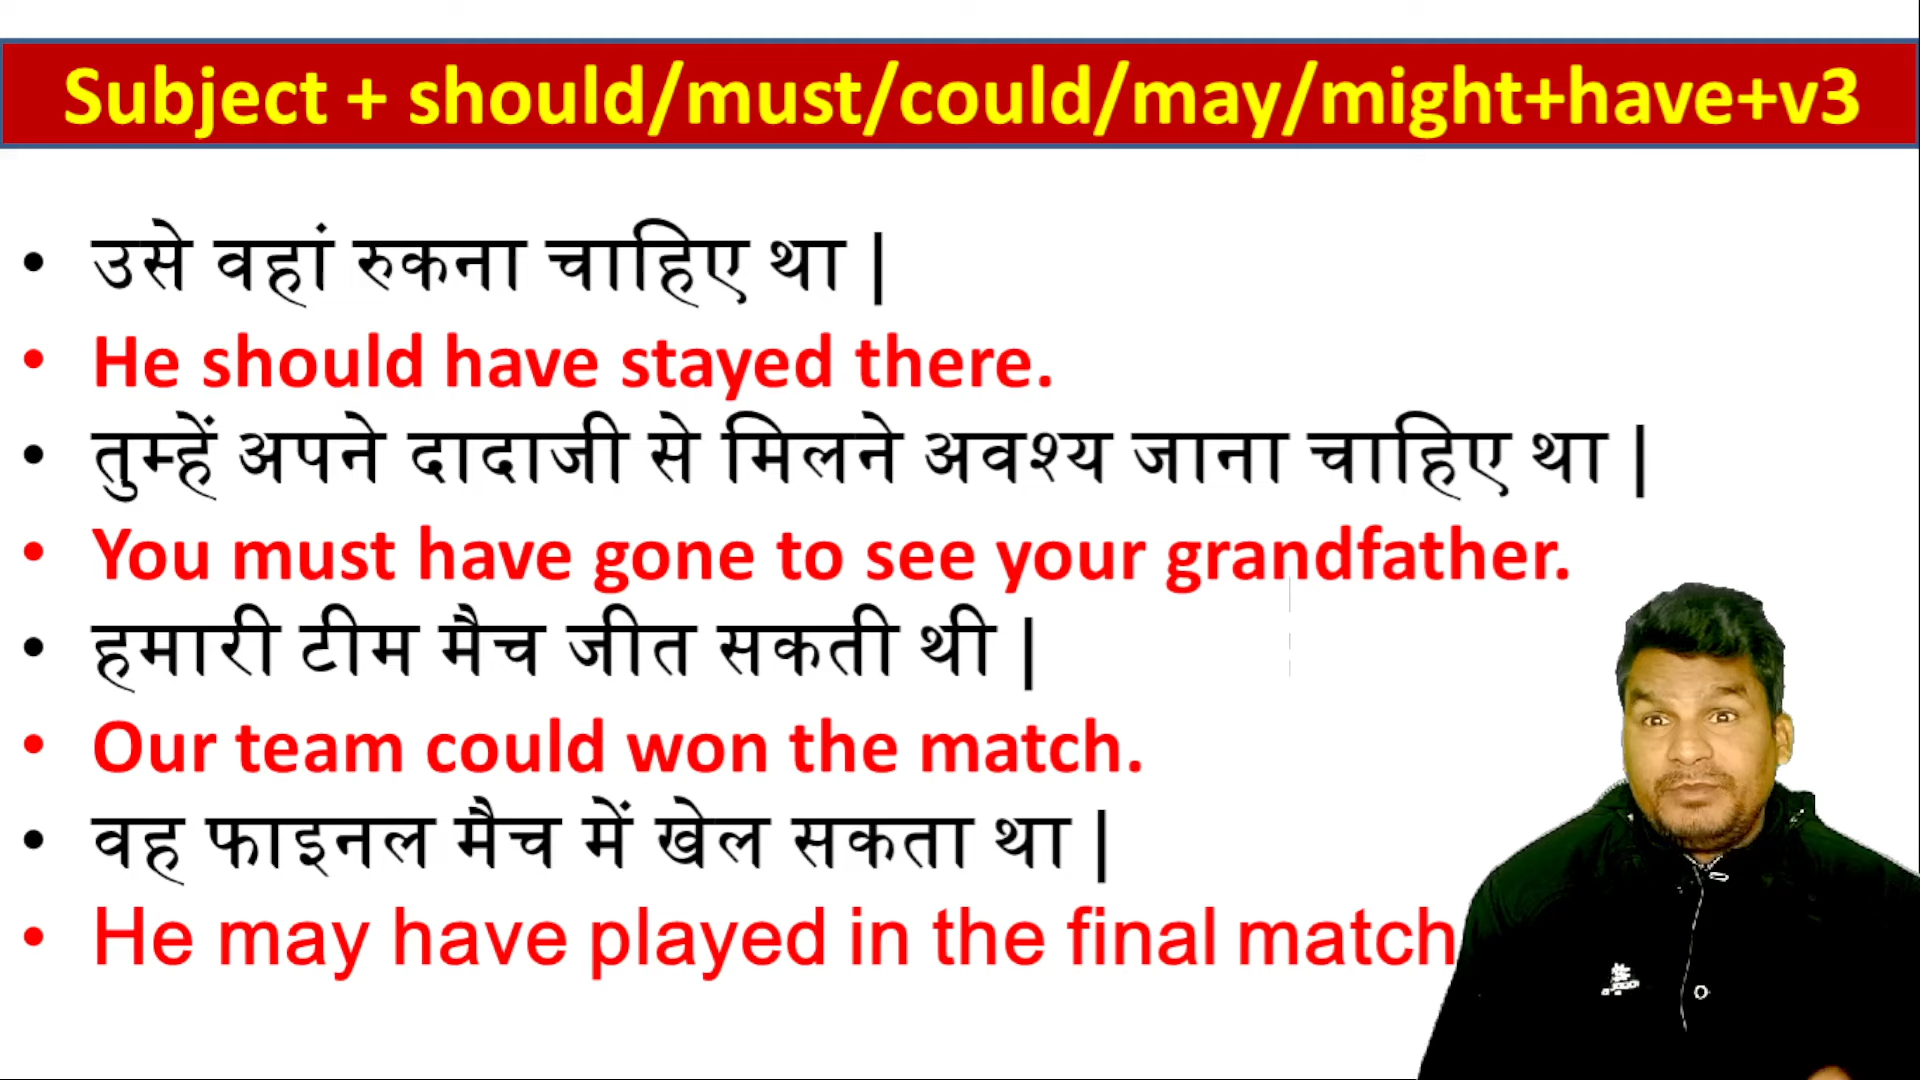 Subject + should/must/could/may/might+have+v3
• उसे वहां रुकना चाहिए था |
• He should have stayed there.
• तुम्हें अपने दादाजी से मिलने अवश्य जाना चाहिए था |
• You must have gone to see your grandfather.
• हमारी टीम मैच जीत सकती थी |
• Our team could won the match.
• वह फाइनल मैच में खेल सकता था |
• He may have played in the final match